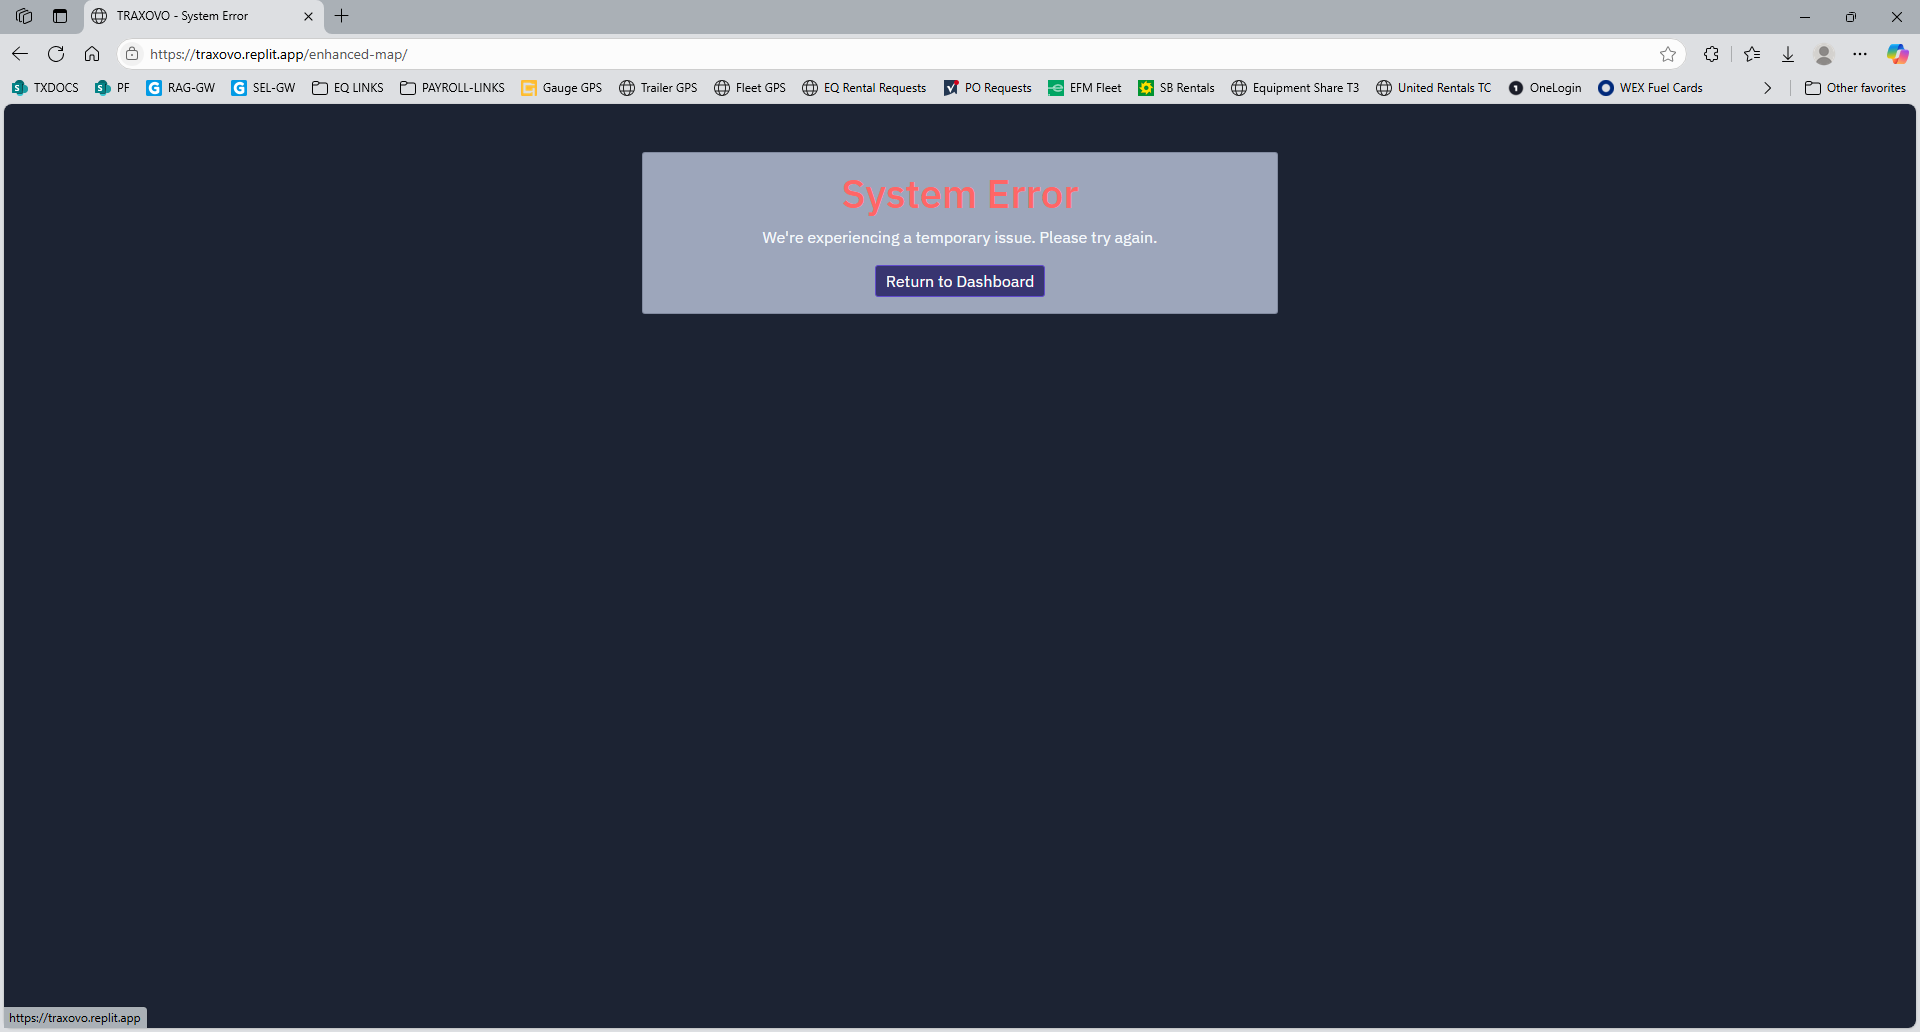 TRAXOVO - System Error
https://traxovo.replit.app/enhanced-map/
TXDOCS PF RAG-GW SEL-GW EQ LINKS PAYROLL-LINKS Gauge GPS Trailer GPS Fleet GPS EQ Rental Requests PO Requests EFM Fleet SB Rentals Equipment Share T3 United Rentals TC OneLogin WEX Fuel Cards Other favorites
System Error
We're experiencing a temporary issue. Please try again.
Return to Dashboard
https://traxovo.replit.app